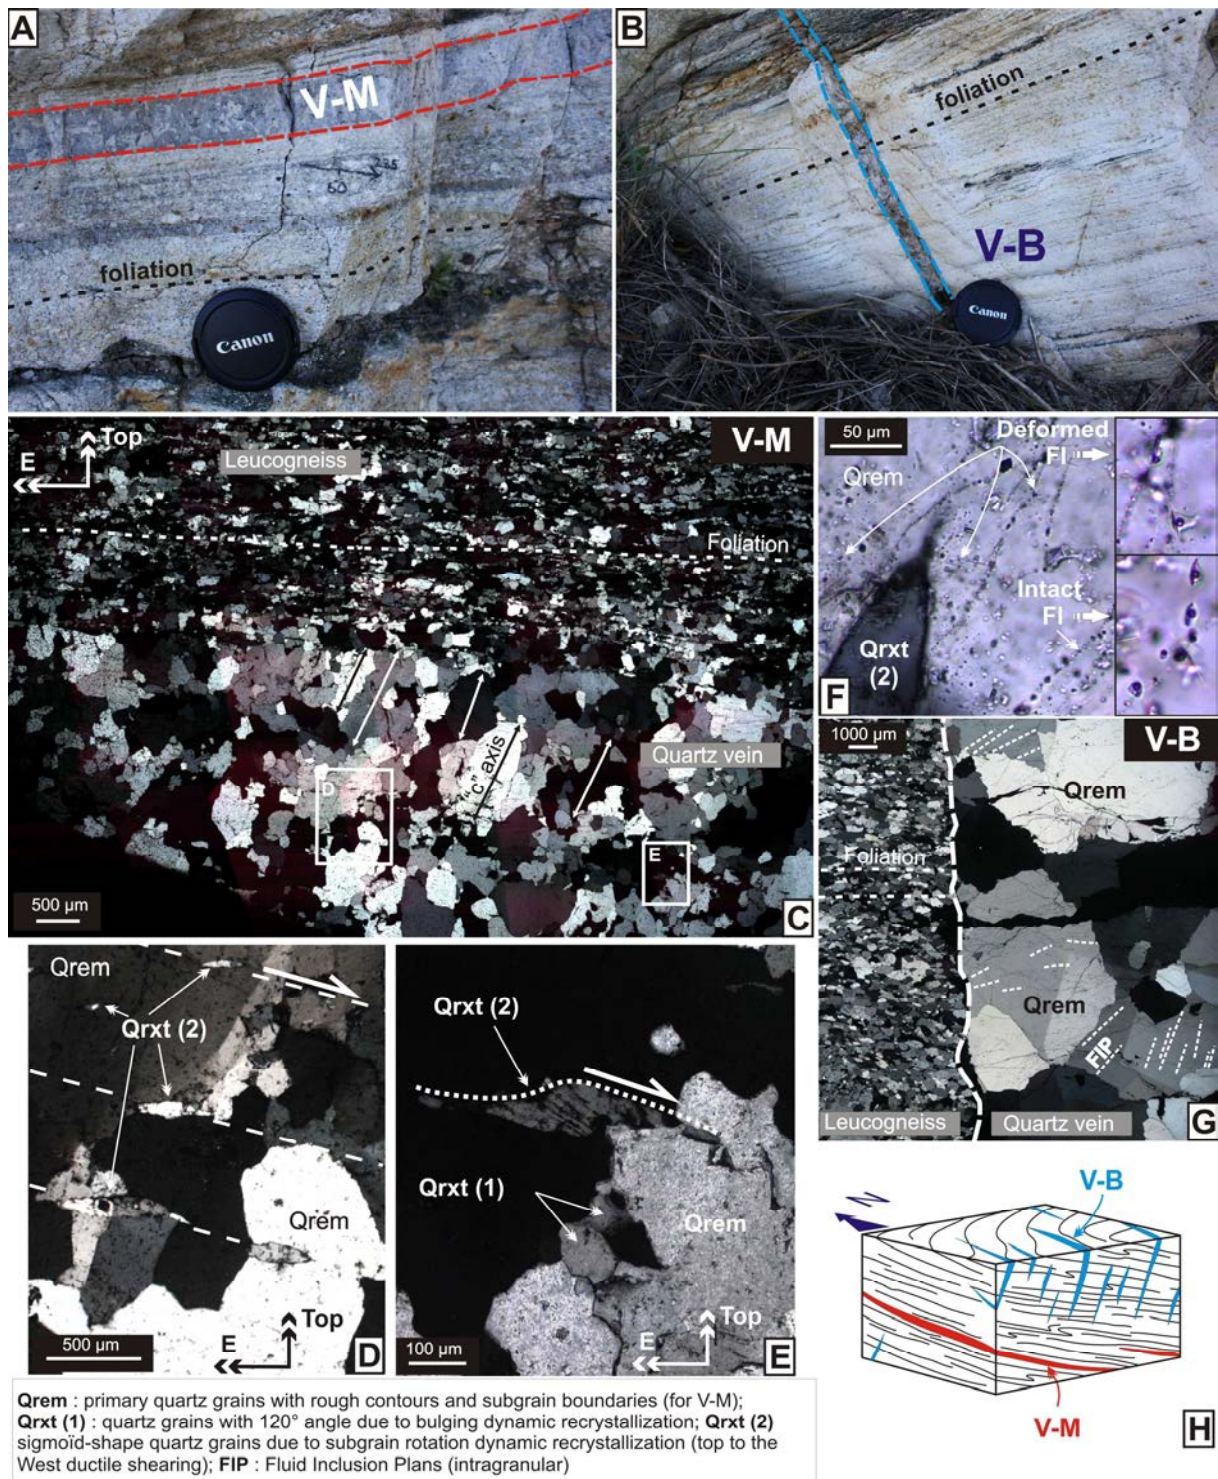 A
V-M
235
50
foliation
Canon
B
foliation
V-B
Canon
E
Top
Leucogneiss
V-M
Foliation
"c" axis
Quartz vein
D
E
500 µm
C
50 µm
Deformed
FI
Qrem
Intact
FI
Qrxt
(2)
F
1000 µm
V-B
Qrem
Foliation
Qrem
FIP
Leucogneiss
Quartz vein
G
Qrem
Qrxt (2)
Qrem
Top
E
500 µm
D
Qrxt (2)
Qrxt (1)
Qrem
Top
E
100 µm
E
N
V-B
V-M
H
Qrem : primary quartz grains with rough contours and subgrain boundaries (for V-M);
Qrxt (1) : quartz grains with 120° angle due to bulging dynamic recrystallization; Qrxt (2)
sigmoïd-shape quartz grains due to subgrain rotation dynamic recrystallization (top to the
West ductile shearing); FIP : Fluid Inclusion Plans (intragranular)